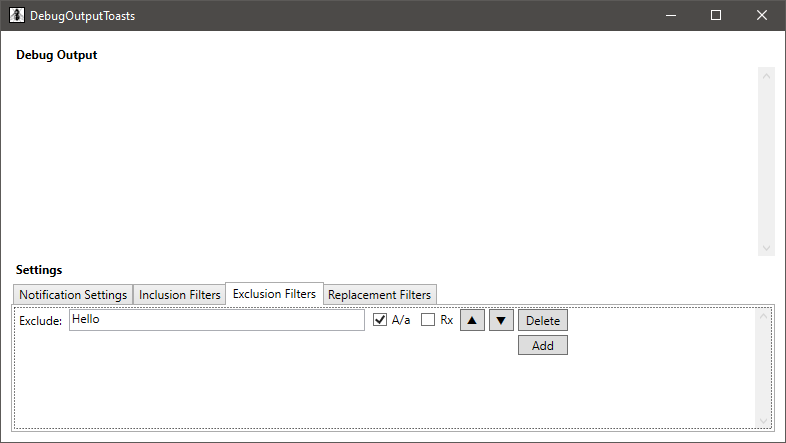 DebugOutputToasts
Debug Output
Settings
Notification Settings Inclusion Filters Exclusion Filters Replacement Filters
Exclude: Hello A/a Rx ▲ ▼ Delete
Add